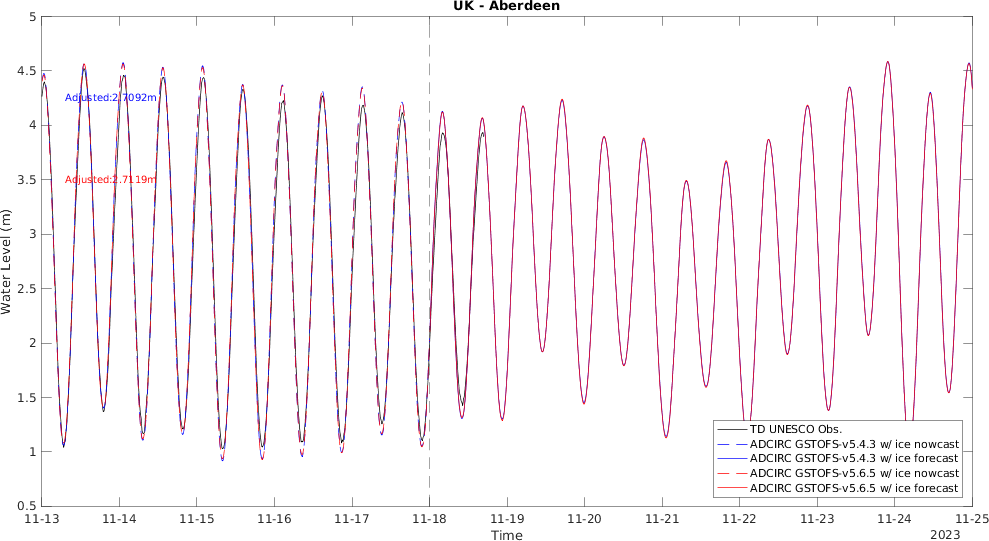 UK - Aberdeen
5
4.5
4
3.5
3
2.5
2
1.5
1
0.5
Water Level (m)
Adjusted:2.7092m
Adjusted:2.7119m
TD UNESCO Obs.
ADCIRC GSTOFS-v5.4.3 w/ ice nowcast
ADCIRC GSTOFS-v5.4.3 w/ ice forecast
ADCIRC GSTOFS-v5.6.5 w/ ice nowcast
ADCIRC GSTOFS-v5.6.5 w/ ice forecast
11-13 11-14 11-15 11-16 11-17 11-18 11-19 11-20 11-21 11-22 11-23 11-24 11-25
Time
2023